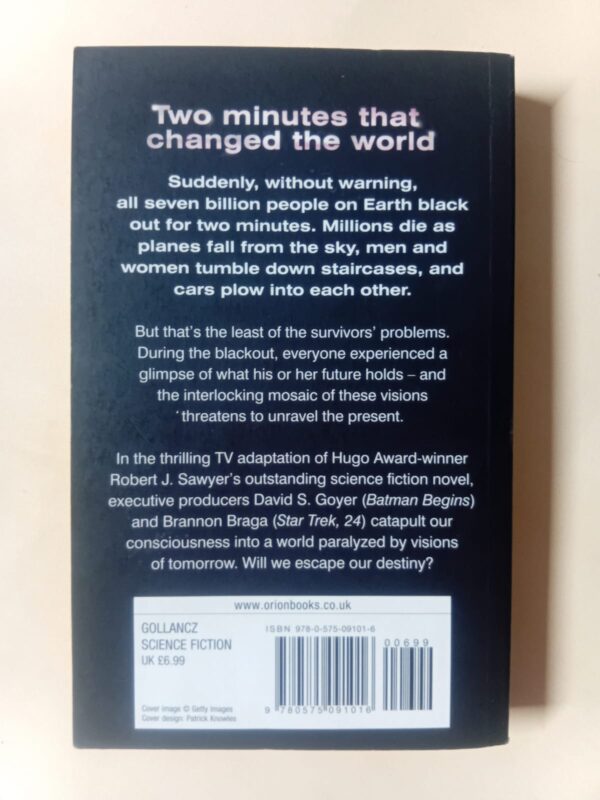 Two minutes that
changed the world
Suddenly, without warning,
all seven billion people on Earth black
out for two minutes. Millions die as
planes fall from the sky, men and
women tumble down staircases, and
cars plow into each other.
But that's the least of the survivors' problems.
During the blackout, everyone experienced a
glimpse of what his or her future holds – and
the interlocking mosaic of these visions
threatens to unravel the present.
In the thrilling TV adaptation of Hugo Award-winner
Robert J. Sawyer's outstanding science fiction novel,
executive producers David S. Goyer (Batman Begins)
and Brannon Braga (Star Trek, 24) catapult our
consciousness into a world paralyzed by visions
of tomorrow. Will we escape our destiny?
www.orionbooks.co.uk
GOLLANCZ
SCIENCE FICTION
UK £6.99
ISBN 978-0-575-09101-6
00699
9 780575 091016
Cover image © Getty Images
Cover design: Patrick Knowles